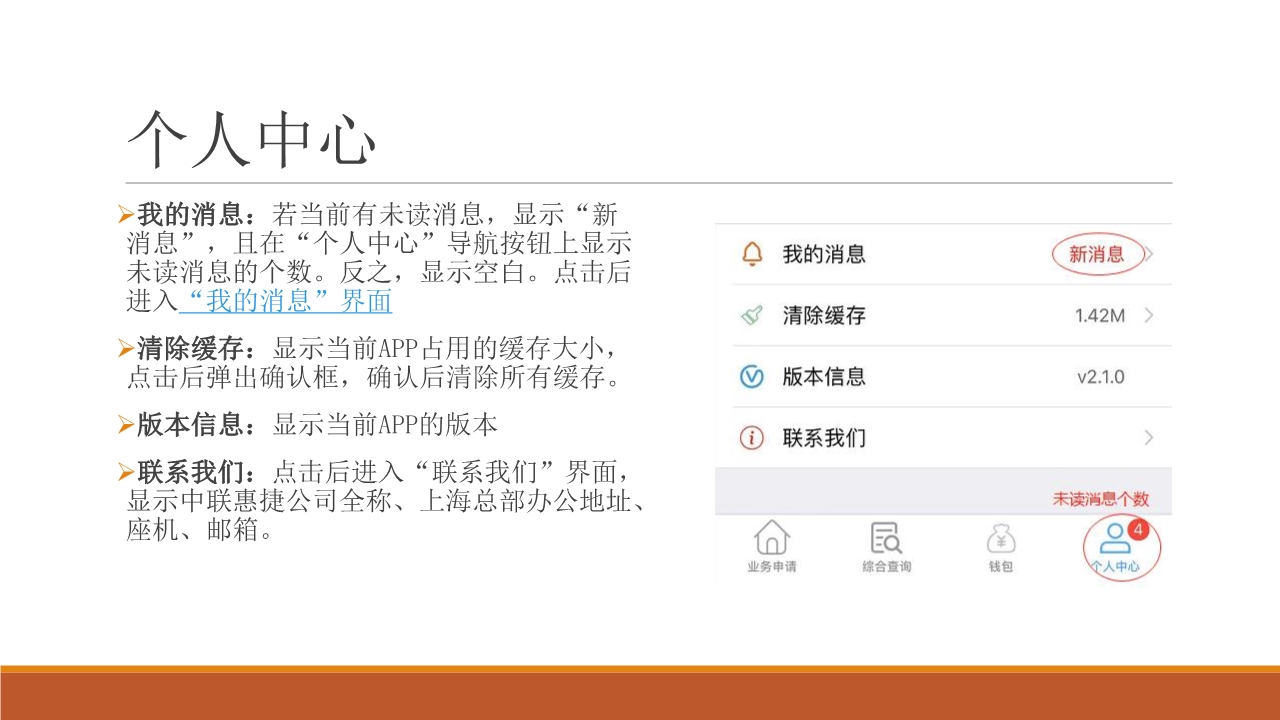 个人中心
➢我的消息：若当前有未读消息，显示“新
消息”，且在“个人中心”导航按钮上显示
未读消息的个数。反之，显示空白。点击后
进入“我的消息”界面
➢清除缓存：显示当前APP占用的缓存大小，
点击后弹出确认框，确认后清除所有缓存。
➢版本信息：显示当前APP的版本
➢联系我们：点击后进入“联系我们”界面，
显示中联惠捷公司全称、上海总部办公地址、
座机、邮箱。
我的消息 新消息
清除缓存 1.42M
版本信息 v2.1.0
联系我们
未读消息个数
4
业务申请 综合查询 钱包 个人中心